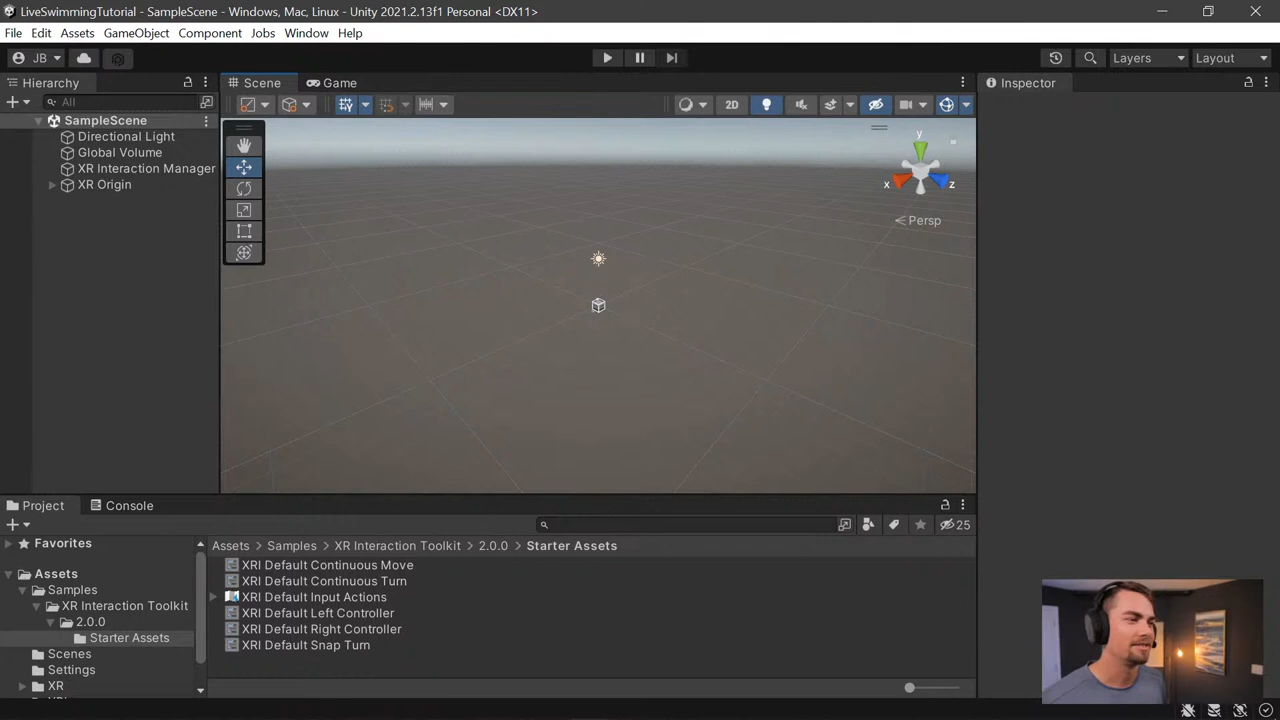 LiveSwimmingTutorial - SampleScene - Windows, Mac, Linux - Unity 2021.2.13f1 Personal <DX11>
File Edit Assets GameObject Component Jobs Window Help
JB Layers Layout
Hierarchy Scene Game Inspector
All 2D
SampleScene
Directional Light
Global Volume
XR Interaction Manager
XR Origin
y
x z
Persp
Project Console
25
Favorites
Assets > Samples > XR Interaction Toolkit > 2.0.0 > Starter Assets
Assets
Samples
XR Interaction Toolkit
2.0.0
Starter Assets
Scenes
Settings
XR
XRI Default Continuous Move
XRI Default Continuous Turn
XRI Default Input Actions
XRI Default Left Controller
XRI Default Right Controller
XRI Default Snap Turn